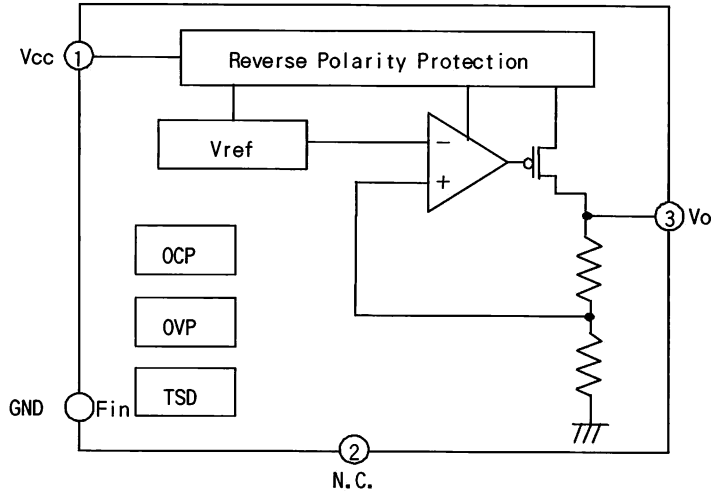 Vcc 1 Reverse Polarity Protection
Vref
−
+
3 Vo
OCP
OVP
TSD
GND Fin
2
N.C.